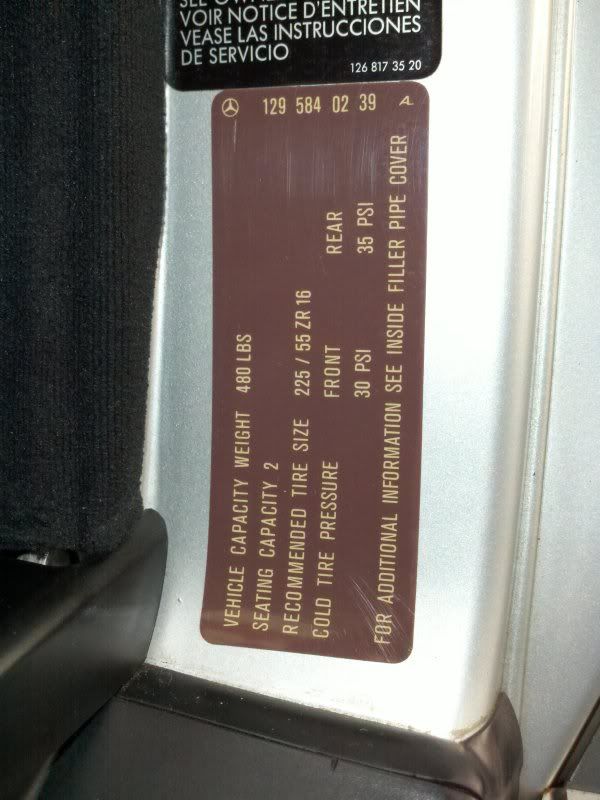 VOIR NOTICE D'ENTRETIEN
VEASE LAS INSTRUCCIONES
DE SERVICIO
126 817 35 20
129 584 02 39
VEHICLE CAPACITY WEIGHT 480 LBS
SEATING CAPACITY 2
RECOMMENDED TIRE SIZE 225 / 55 ZR 16
COLD TIRE PRESSURE FRONT REAR
30 PSI 35 PSI
FOR ADDITIONAL INFORMATION SEE INSIDE FILLER PIPE COVER